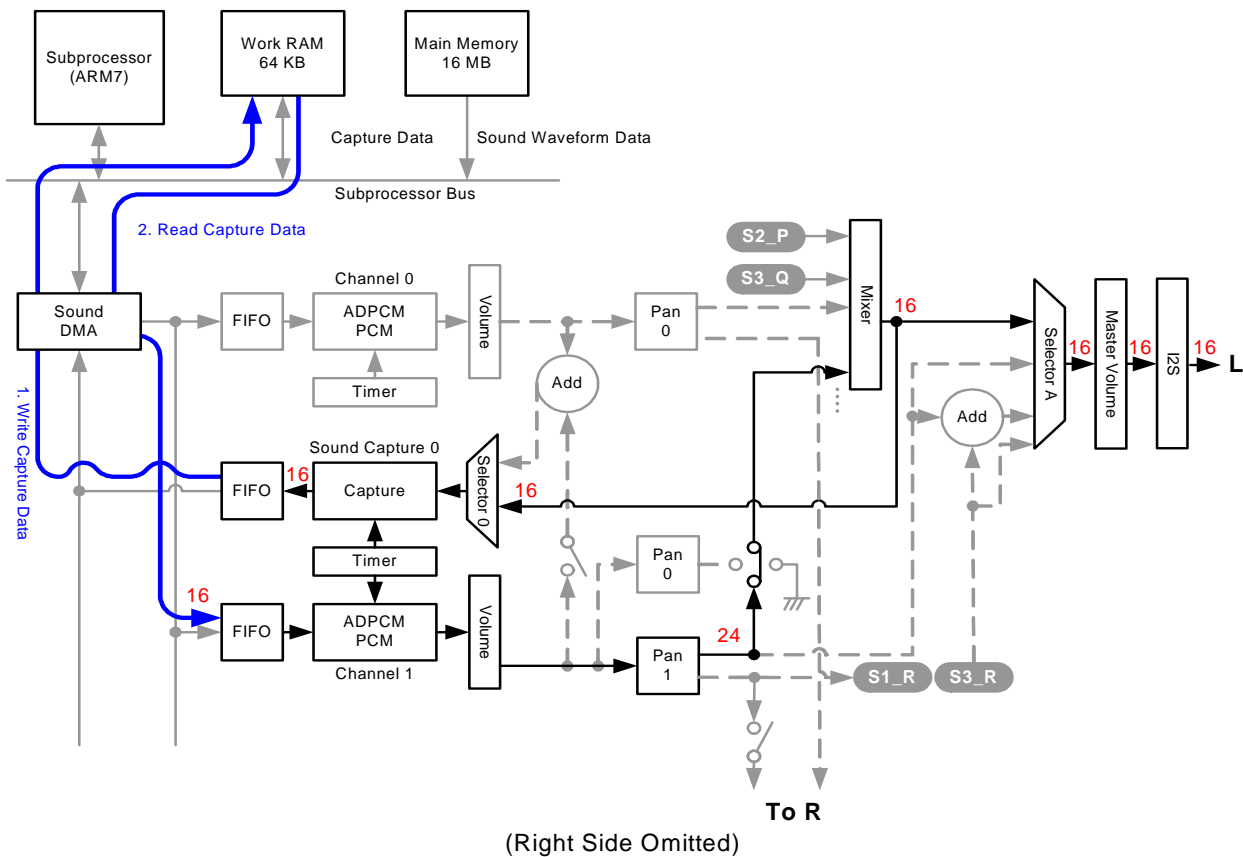 Subprocessor
(ARM7)
Work RAM
64 KB
Main Memory
16 MB
Capture Data
Sound Waveform Data
Subprocessor Bus
2. Read Capture Data
1. Write Capture Data
Sound
DMA
FIFO
Channel 0
ADPCM
PCM
Timer
Volume
Add
Pan
0
S2_P
S3_Q
Mixer
16
Selector A
16
Master Volume
16
I2S
16
L
Add
Sound Capture 0
FIFO
16
Capture
Selector 0
16
Timer
Pan
0
16
FIFO
ADPCM
PCM
Channel 1
Volume
Pan
1
24
S1_R
S3_R
To R
(Right Side Omitted)